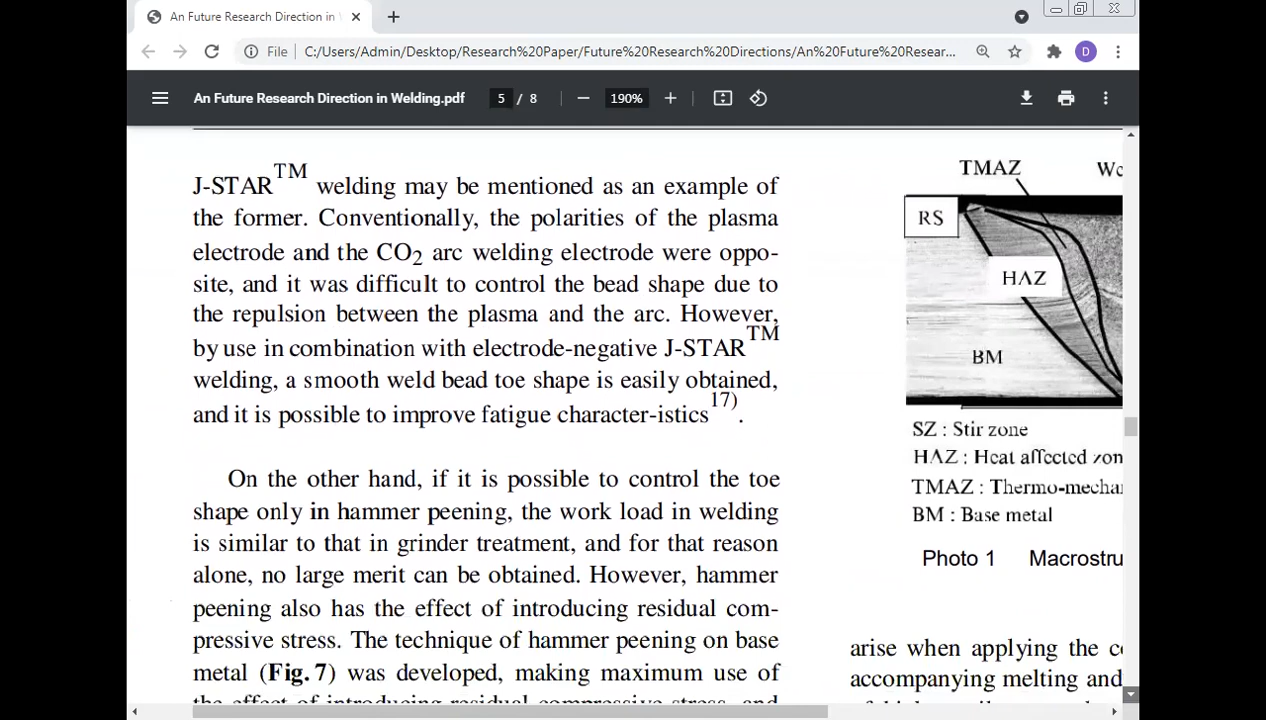 An Future Research Direction in
File C:/Users/Admin/Desktop/Research%20Paper/Future%20Research%20Directions/An%20Future%20Resear... D
An Future Research Direction in Welding.pdf 5 / 8 190%
J-STAR™ welding may be mentioned as an example of
the former. Conventionally, the polarities of the plasma
electrode and the CO₂ arc welding electrode were oppo-
site, and it was difficult to control the bead shape due to
the repulsion between the plasma and the arc. However,
by use in combination with electrode-negative J-STAR™
welding, a smooth weld bead toe shape is easily obtained,
and it is possible to improve fatigue character-istics17).
On the other hand, if it is possible to control the toe
shape only in hammer peening, the work load in welding
is similar to that in grinder treatment, and for that reason
alone, no large merit can be obtained. However, hammer
peening also has the effect of introducing residual com-
pressive stress. The technique of hammer peening on base
metal (Fig. 7) was developed, making maximum use of
the effect of introducing residual compressive stress, and
TMAZ
RS
HAZ
BM
SZ : Stir zone
HAZ : Heat affected zon
TMAZ : Thermo-mecha
BM : Base metal
Photo 1 Macrostru
arise when applying the c
accompanying melting and